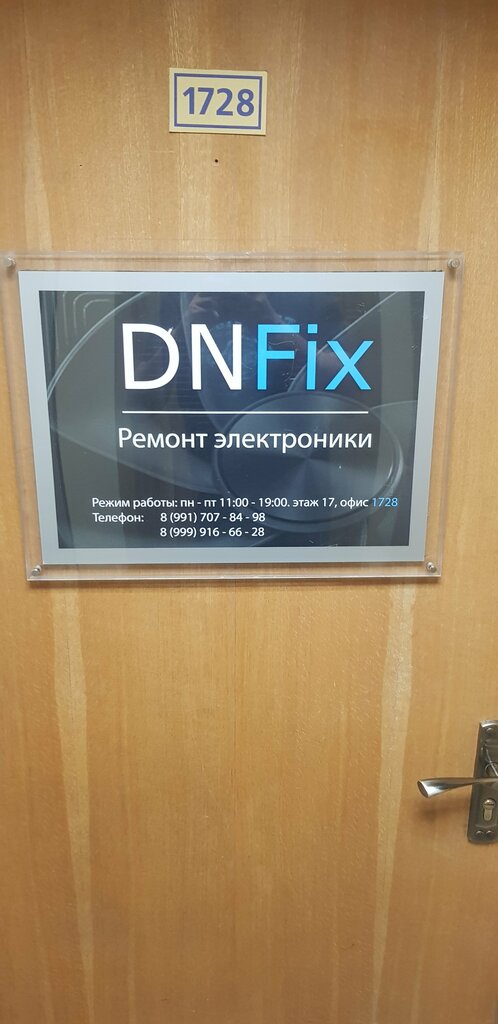 1728
DNFix
Ремонт электроники
Режим работы: пн - пт 11:00 - 19:00. этаж 17, офис 1728
Телефон: 8 (991) 707 - 84 - 98
8 (999) 916 - 66 - 28